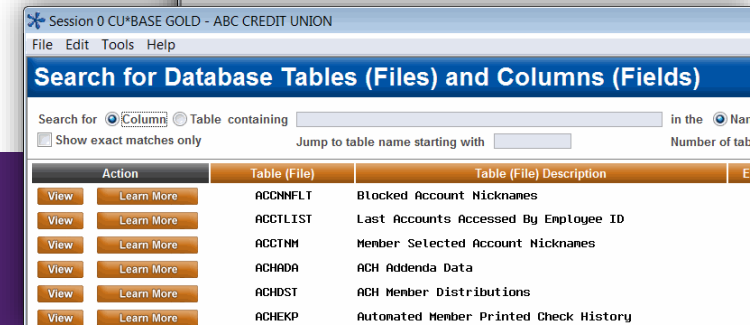 Session 0 CU*BASE GOLD - ABC CREDIT UNION
File Edit Tools Help
Search for Database Tables (Files) and Columns (Fields)
Search for Column Table containing in the
Show exact matches only Jump to table name starting with Number of
Action Table (File) Table (File) Description
View Learn More ACCNNFLT Blocked Account Nicknames
View Learn More ACCTLIST Last Accounts Accessed By Employee ID
View Learn More ACCTNM Member Selected Account Nicknames
View Learn More ACHADA ACH Addenda Data
View Learn More ACHDST ACH Member Distributions
View Learn More ACHEKP Automated Member Printed Check History